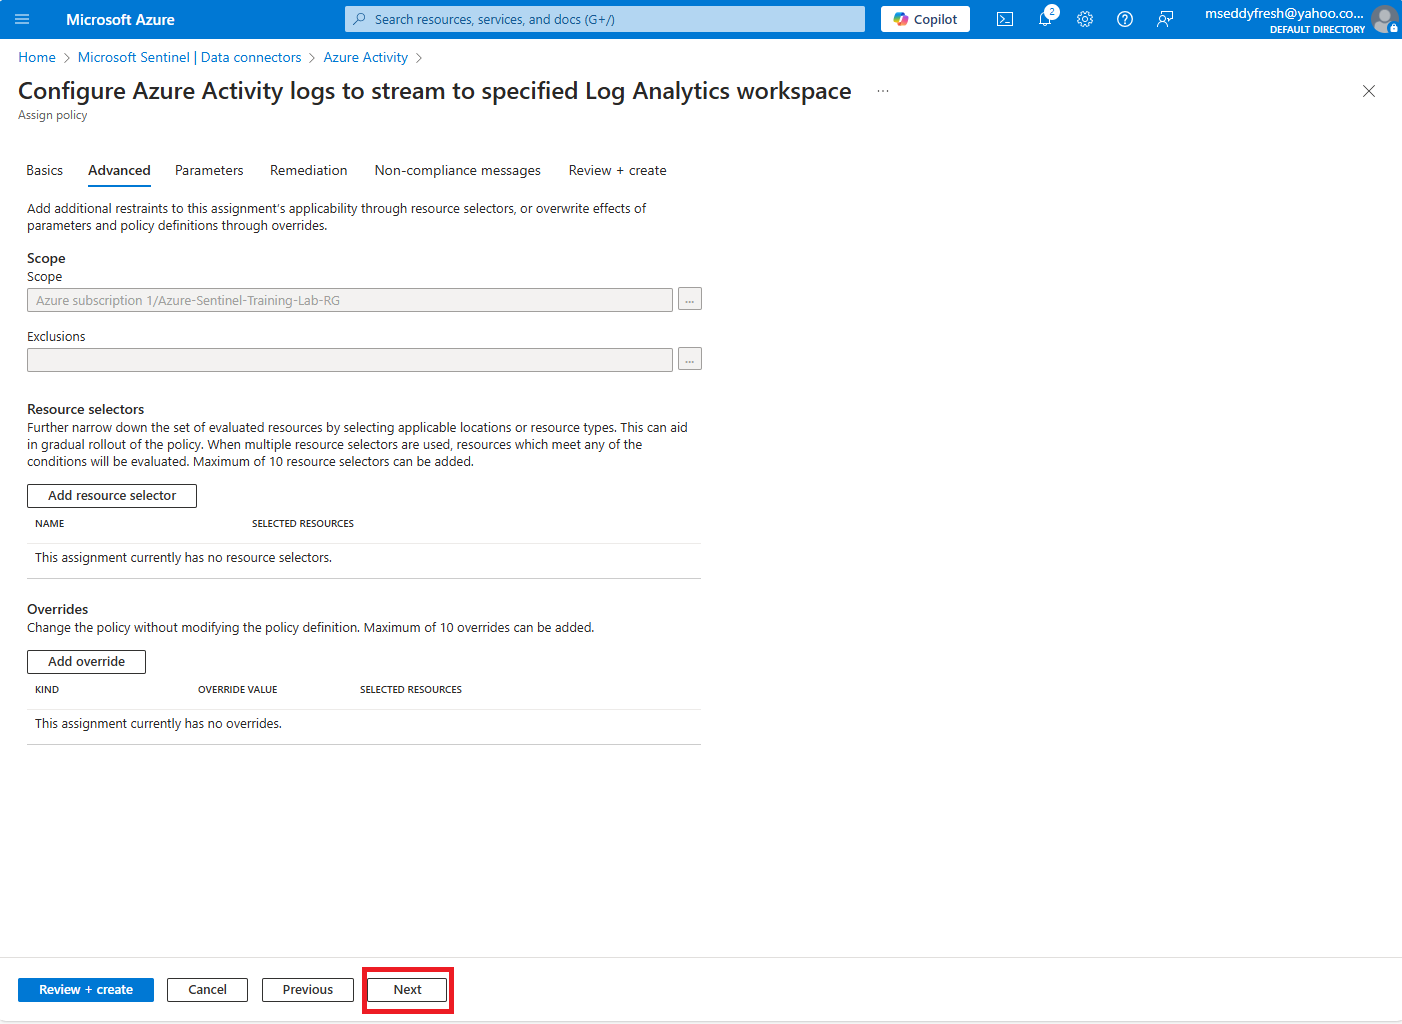 Microsoft Azure
Search resources, services, and docs (G+/)
Copilot
2
mseddyfresh@yahoo.co...
DEFAULT DIRECTORY
Home > Microsoft Sentinel | Data connectors > Azure Activity >
Configure Azure Activity logs to stream to specified Log Analytics workspace ...
Assign policy
Basics Advanced Parameters Remediation Non-compliance messages Review + create
Add additional restraints to this assignment's applicability through resource selectors, or overwrite effects of
parameters and policy definitions through overrides.
Scope
Scope
Azure subscription 1/Azure-Sentinel-Training-Lab-RG ...
Exclusions
...
Resource selectors
Further narrow down the set of evaluated resources by selecting applicable locations or resource types. This can aid
in gradual rollout of the policy. When multiple resource selectors are used, resources which meet any of the
conditions will be evaluated. Maximum of 10 resource selectors can be added.
Add resource selector
NAME SELECTED RESOURCES
This assignment currently has no resource selectors.
Overrides
Change the policy without modifying the policy definition. Maximum of 10 overrides can be added.
Add override
KIND OVERRIDE VALUE SELECTED RESOURCES
This assignment currently has no overrides.
Review + create Cancel Previous Next